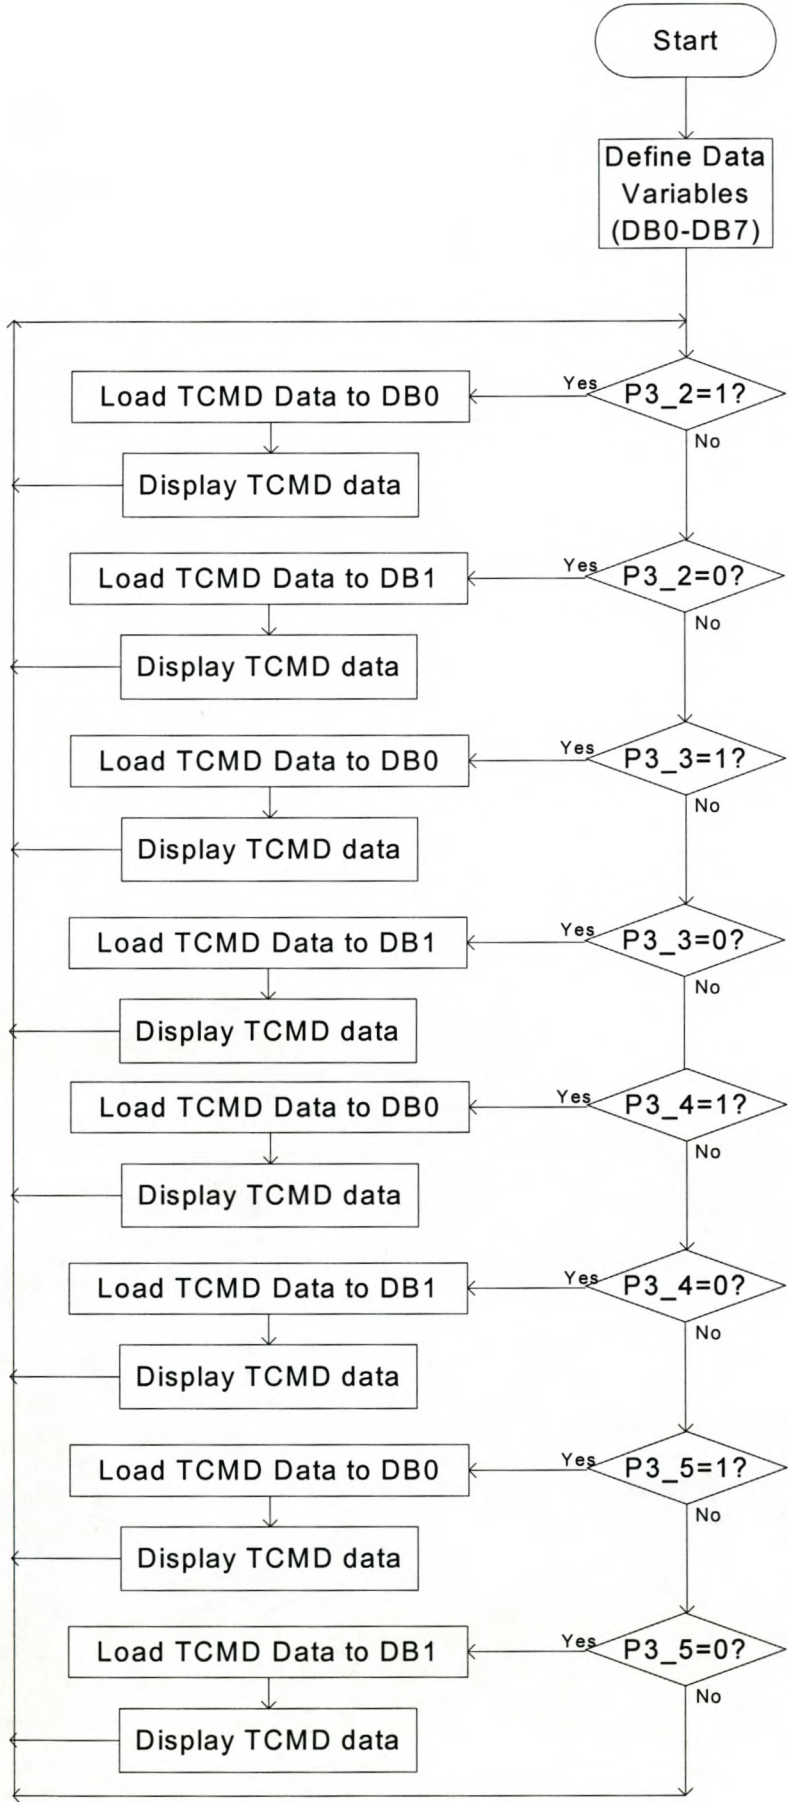 Start
Define Data
Variables
(DB0-DB7)
P3_2=1?
Yes
No
Load TCMD Data to DB0
Display TCMD data
P3_2=0?
Yes
No
Load TCMD Data to DB1
Display TCMD data
P3_3=1?
Yes
No
Load TCMD Data to DB0
Display TCMD data
P3_3=0?
Yes
No
Load TCMD Data to DB1
Display TCMD data
P3_4=1?
Yes
No
Load TCMD Data to DB0
Display TCMD data
P3_4=0?
Yes
No
Load TCMD Data to DB1
Display TCMD data
P3_5=1?
Yes
No
Load TCMD Data to DB0
Display TCMD data
P3_5=0?
Yes
No
Load TCMD Data to DB1
Display TCMD data